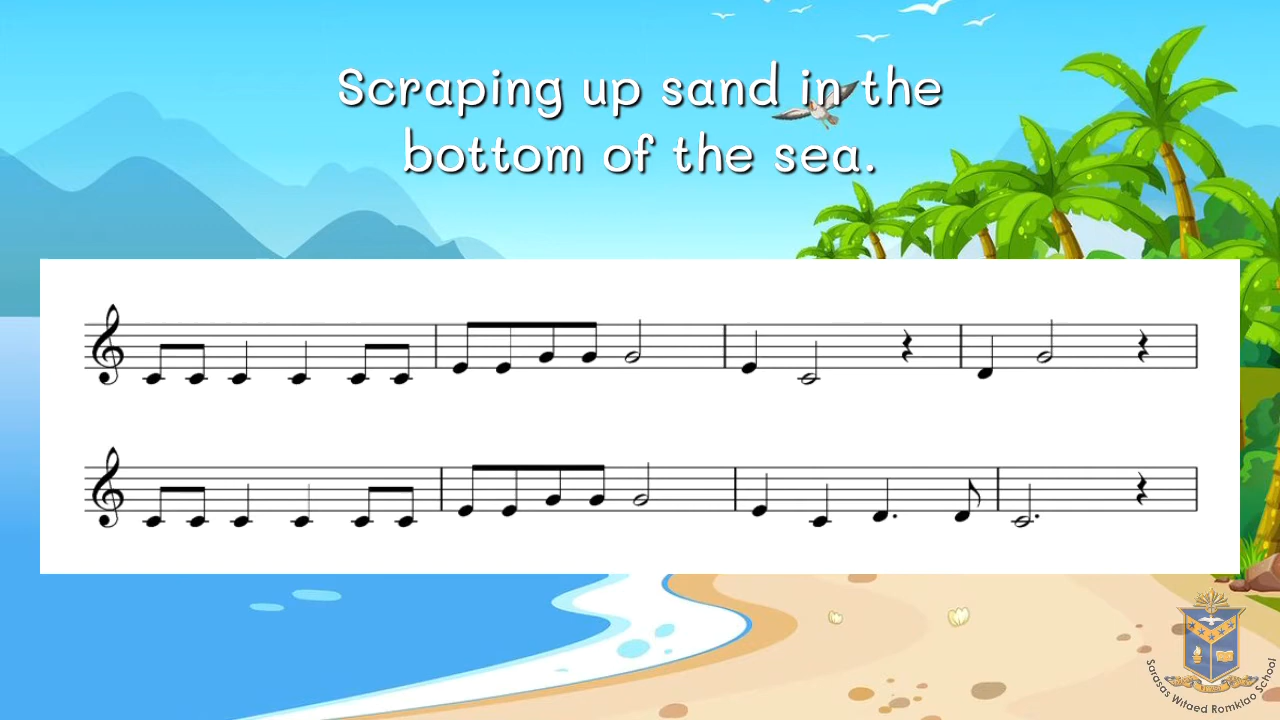 Scraping up sand in the
bottom of the sea.
Sarasas Witaed Romklao School